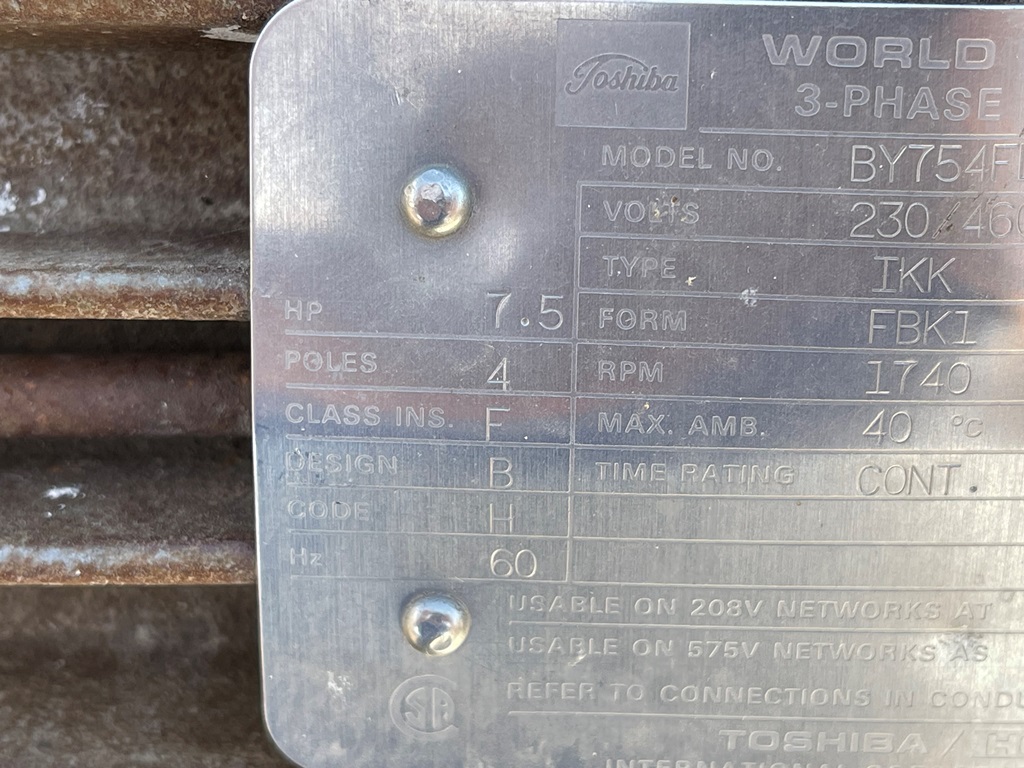 Toshiba
WORLD
3-PHASE
MODEL NO. BY754F
VOLTS 230/460
TYPE IKK
HP 7.5 FORM FBK1
POLES 4 RPM 1740
CLASS INS. F MAX. AMB. 40 °C
DESIGN B TIME RATING CONT.
CODE H
Hz 60
USABLE ON 208V NETWORKS AT
USABLE ON 575V NETWORKS AS
REFER TO CONNECTIONS IN CONDU
SA
TOSHIBA / H
INTERNATIONAL